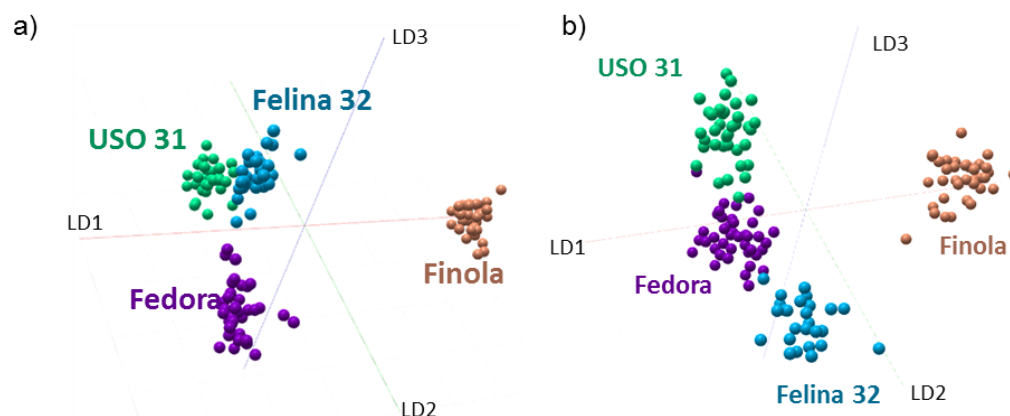 a)
LD3
Felina 32
USO 31
LD1
Fedora
Finola
LD2
b)
LD3
USO 31
LD1
Fedora
Finola
Felina 32
LD2